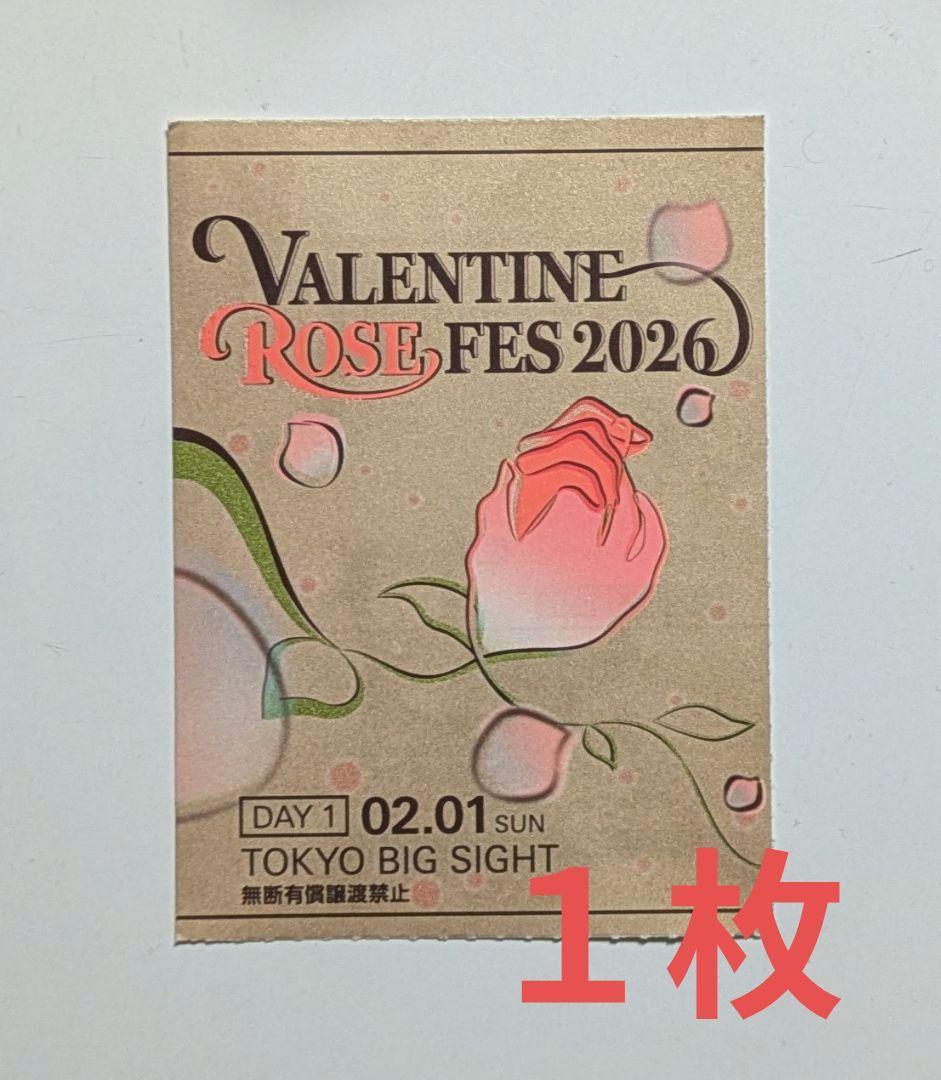 VALENTINE
ROSE FES 2026
DAY 1 02.01 SUN
TOKYO BIG SIGHT
無断有償譲渡禁止
1枚